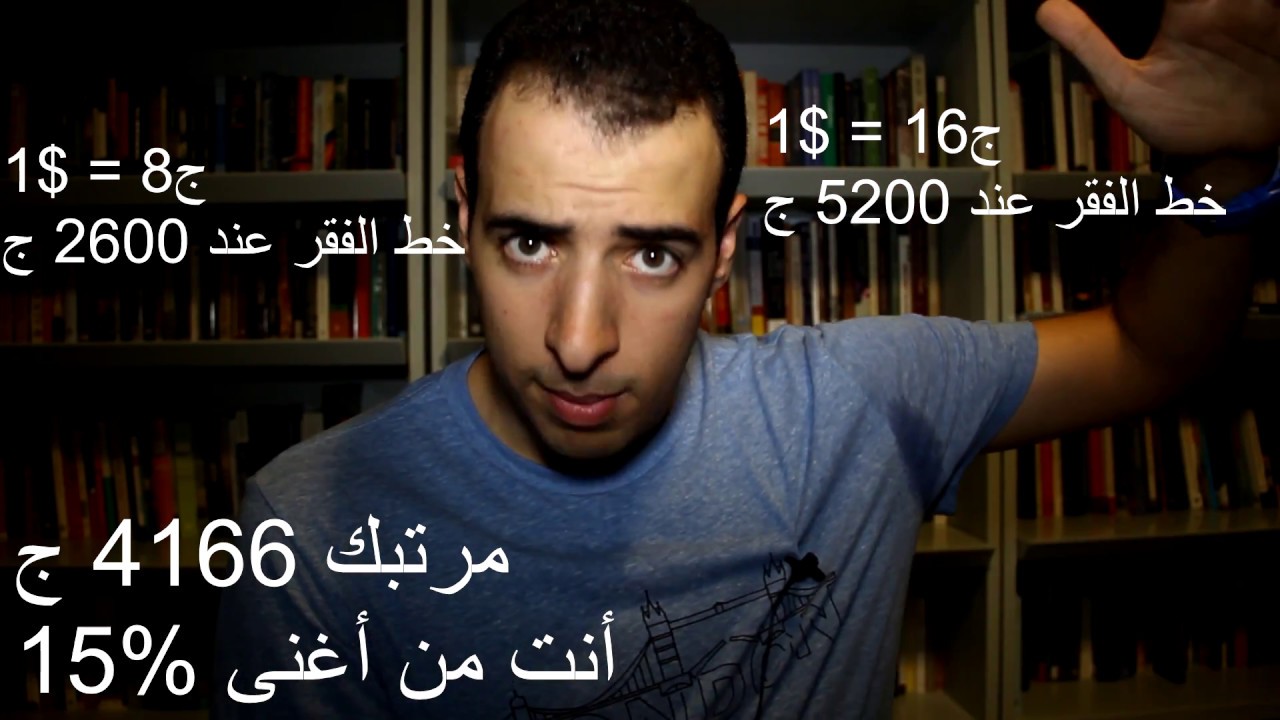 1$ = 8ج
خط الفقر عند 2600 ج
1$ = 16ج
خط الفقر عند 5200 ج
مرتبك 4166 ج
أنت من أغنى 15%